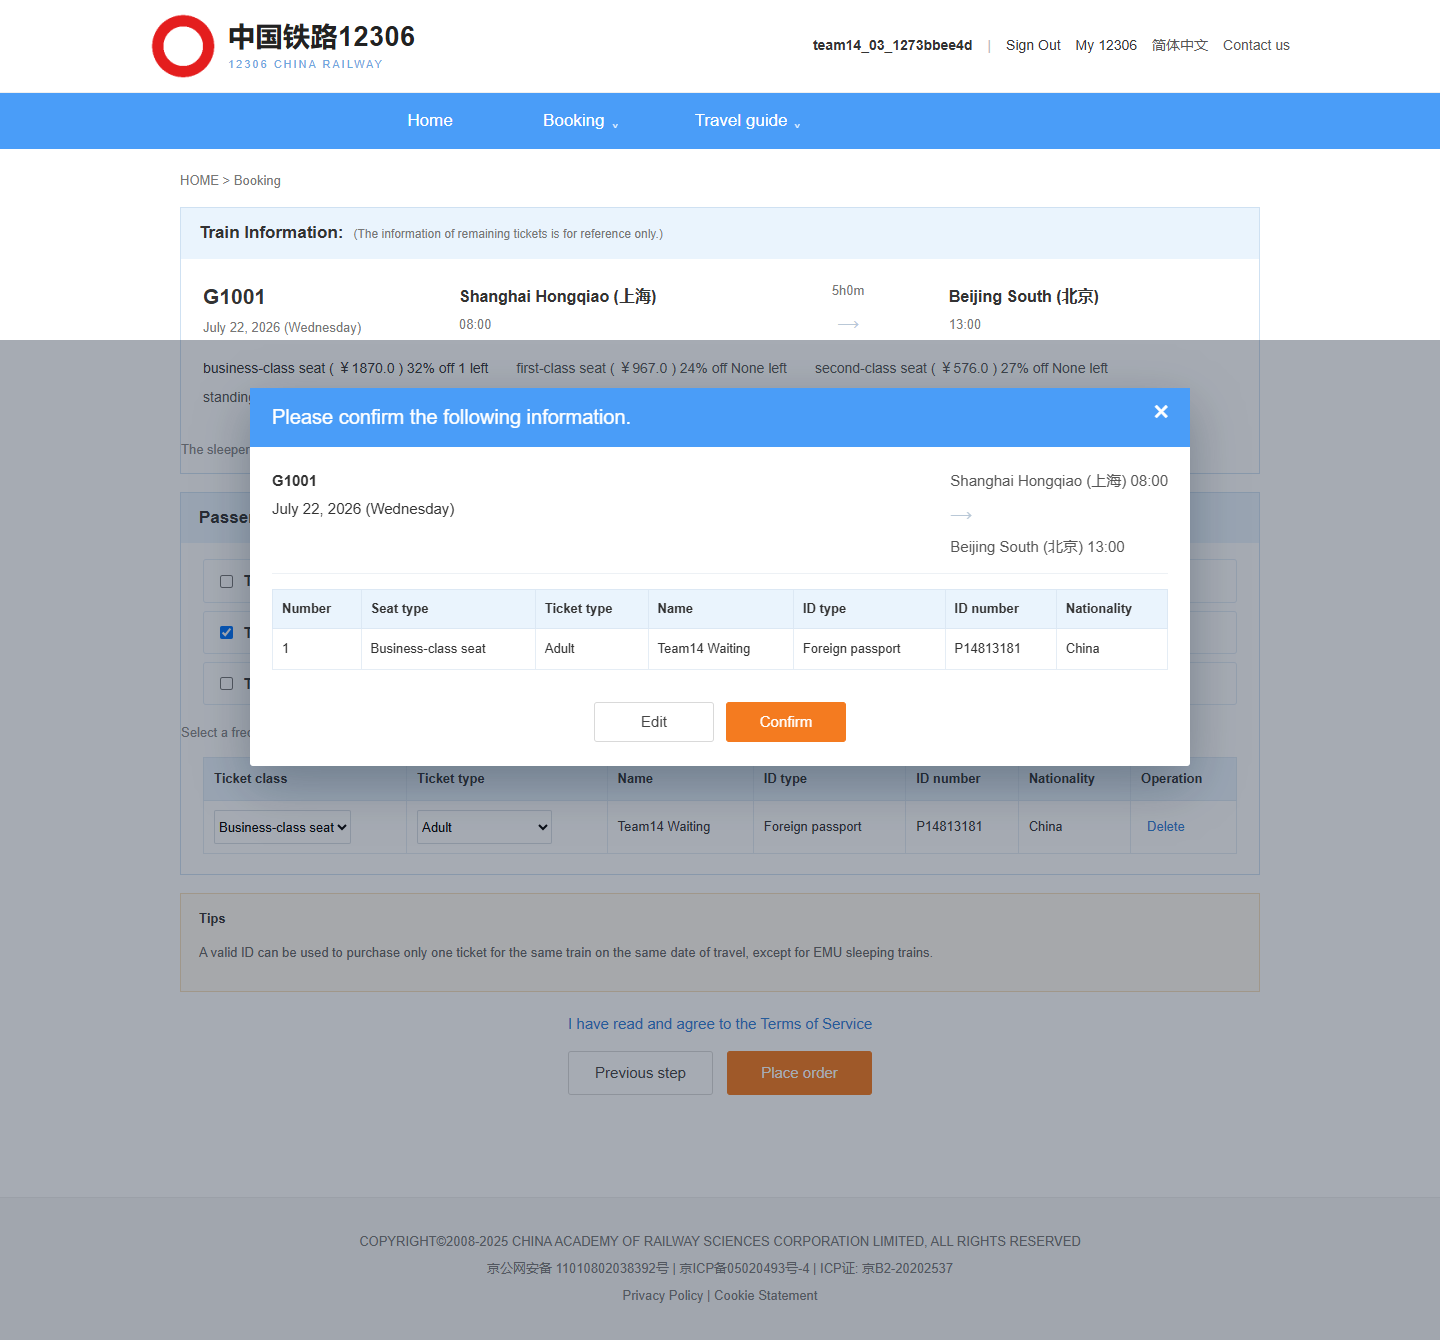 中国铁路12306
12306 CHINA RAILWAY
team14_03_1273bbee4d | Sign Out My 12306 简体中文 Contact us
Home Booking Travel guide
HOME > Booking
Train Information: (The information of remaining tickets is for reference only.)
G1001 Shanghai Hongqiao (上海) 5h0m Beijing South (北京)
July 22, 2026 (Wednesday) 08:00 13:00
business-class seat ( ￥1870.0 ) 32% off 1 left first-class seat ( ￥967.0 ) 24% off None left second-class seat ( ￥576.0 ) 27% off None left
standing
The sleeper
Please confirm the following information. ×
G1001 Shanghai Hongqiao (上海) 08:00
July 22, 2026 (Wednesday)
Beijing South (北京) 13:00
Number Seat type Ticket type Name ID type ID number Nationality
1 Business-class seat Adult Team14 Waiting Foreign passport P14813181 China
Edit Confirm
Select a
Ticket class Ticket type Name ID type ID number Nationality Operation
Business-class seat Adult Team14 Waiting Foreign passport P14813181 China Delete
Tips
A valid ID can be used to purchase only one ticket for the same train on the same date of travel, except for EMU sleeping trains.
I have read and agree to the Terms of Service
Previous step Place order
COPYRIGHT©2008-2025 CHINA ACADEMY OF RAILWAY SCIENCES CORPORATION LIMITED, ALL RIGHTS RESERVED
京公网安备 11010802038392号 | 京ICP备05020493号-4 | ICP证: 京B2-20202537
Privacy Policy | Cookie Statement